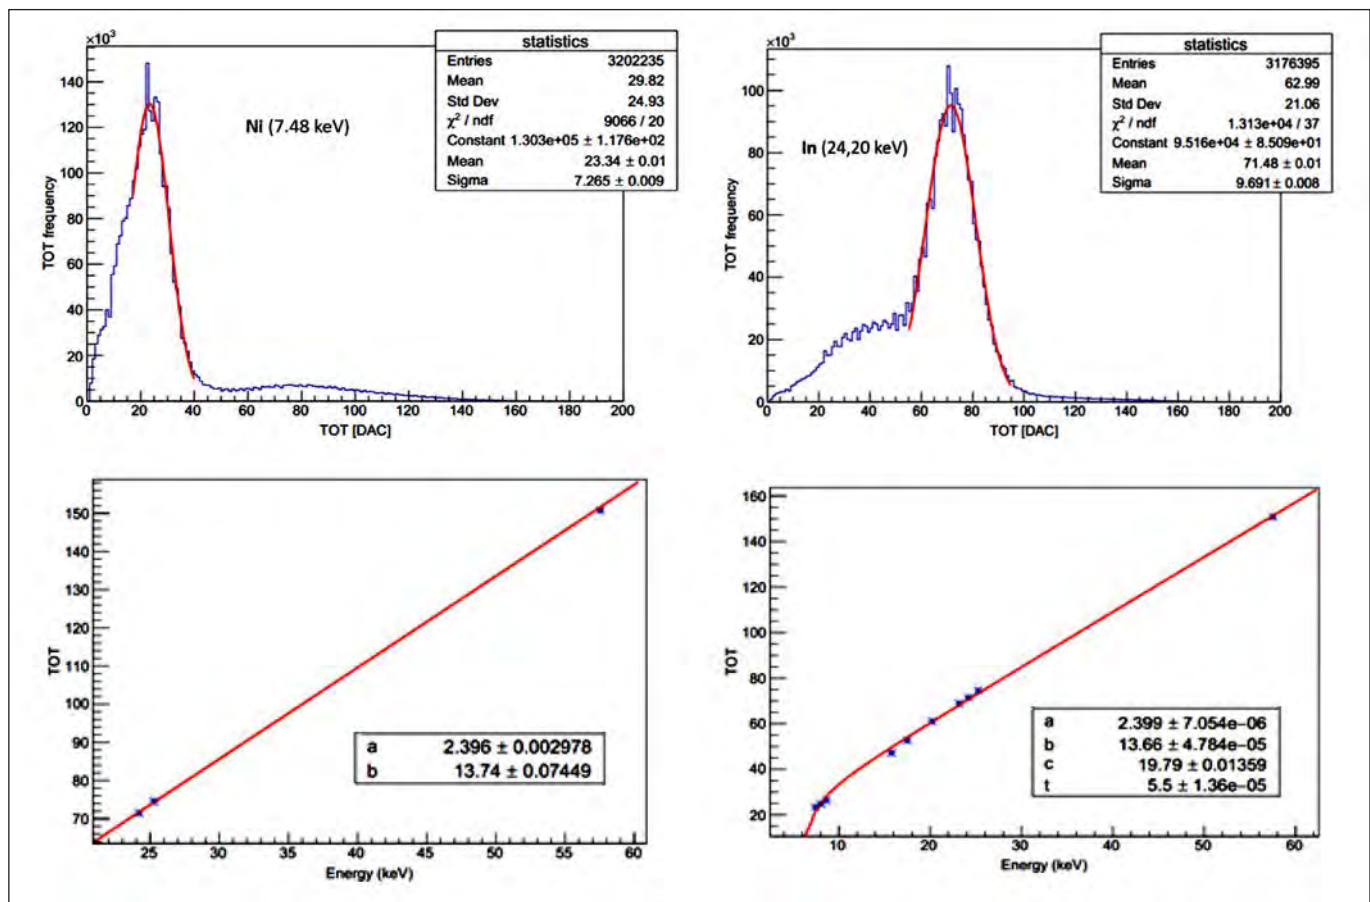 ×10³
140
120
100
80
60
40
20
0
TOT frequency
0 20 40 60 80 100 120 140 160 180 200
TOT [DAC]
Ni (7.48 keV)
statistics
Entries 3202235
Mean 29.82
Std Dev 24.93
χ² / ndf 9066 / 20
Constant 1.303e+05 ± 1.176e+02
Mean 23.34 ± 0.01
Sigma 7.265 ± 0.009
×10³
100
80
60
40
20
0
TOT frequency
0 20 40 60 80 100 120 140 160 180 200
TOT [DAC]
In (24,20 keV)
statistics
Entries 3176395
Mean 62.99
Std Dev 21.06
χ² / ndf 1.313e+04 / 37
Constant 9.516e+04 ± 8.509e+01
Mean 71.48 ± 0.01
Sigma 9.691 ± 0.008
150
140
130
120
110
100
90
80
70
TOT
25 30 35 40 45 50 55 60
Energy (keV)
a 2.396 ± 0.002978
b 13.74 ± 0.07449
160
140
120
100
80
60
40
20
TOT
10 20 30 40 50 60
Energy (keV)
a 2.399 ± 7.054e−06
b 13.66 ± 4.784e−05
c 19.79 ± 0.01359
t 5.5 ± 1.36e−05